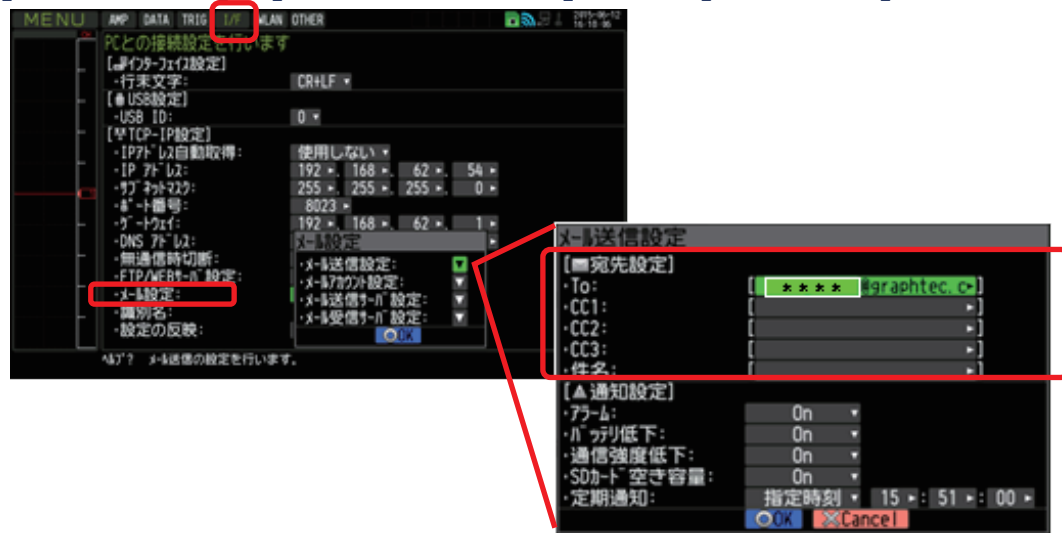 MENU AMP DATA TRIG I/F WLAN OTHER 2015-06-12
16:10:06
PCとの接続設定を行います
[インターフェイス設定]
・行末文字: CR+LF
[USB設定]
・USB ID: 0
[TCP-IP設定]
・IPアドレス自動取得: 使用しない
・IP アドレス: 192 . 168 . 62 . 54
・サブネットマスク: 255 . 255 . 255 . 0
・ポート番号: 8023
・ゲートウェイ: 192 . 168 . 62 . 1
・DNS アドレス:
・無通信時切断:
・FTP/WEBサーバ設定:
・メール設定:
・識別名:
・設定の反映:
ヘルプ? メール送信の設定を行います。
メール設定
・メール送信設定:
・メールアカウント設定:
・メール送信サーバ設定:
・メール受信サーバ設定:
OK
メール送信設定
[宛先設定]
・To: [ **** @graphtec.c ]
・CC1: [ ]
・CC2: [ ]
・CC3: [ ]
・件名: [ ]
[通知設定]
・アラーム: On
・バッテリ低下: On
・通信強度低下: On
・SDカード空き容量: On
・定期通知: 指定時刻 15 : 51 : 00
OK Cancel